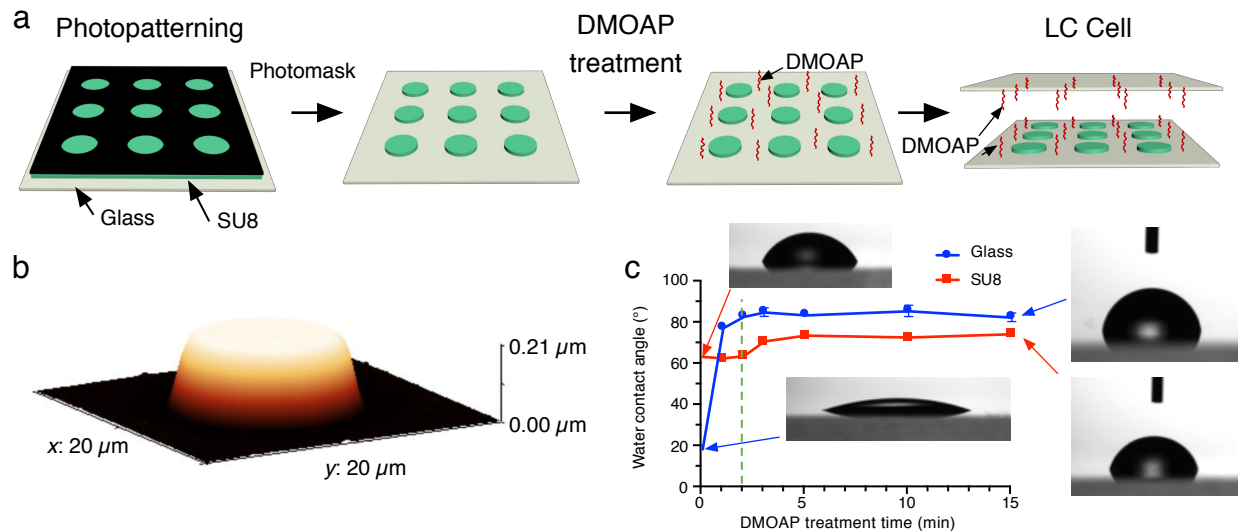 a
Photopatterning
Photomask
DMOAP
treatment
DMOAP
LC Cell
DMOAP
Glass
SU8
b
0.21 µm
0.00 µm
x: 20 µm
y: 20 µm
c
Glass
SU8
Water contact angle (°)
100
80
60
40
20
0
0
5
10
15
DMOAP treatment time (min)